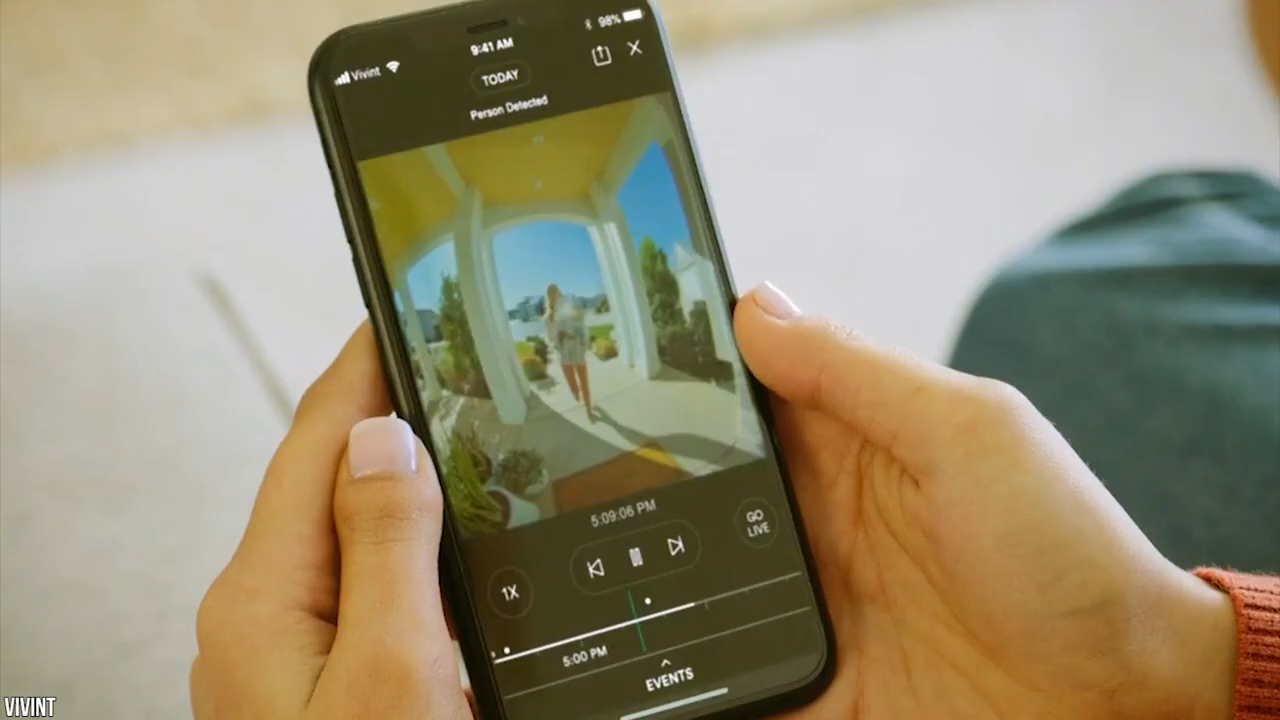 Vivint
9:41 AM
98%
TODAY
Person Detected
5:09:06 PM
GO
LIVE
1X
5:00 PM
EVENTS
VIVINT